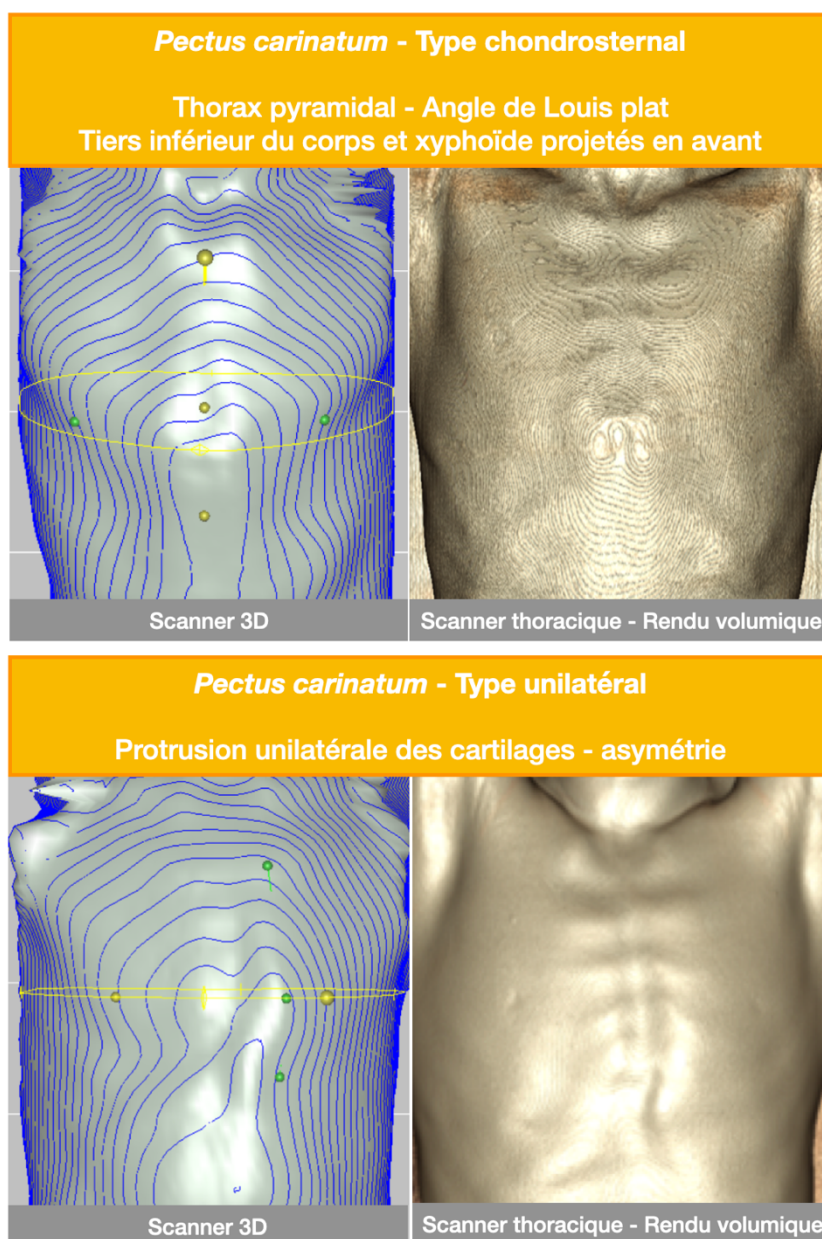 Pectus carinatum - Type chondrosternal
Thorax pyramidal - Angle de Louis plat
Tiers inférieur du corps et xyphoïde projetés en avant
Scanner 3D
Scanner thoracique - Rendu volumique
Pectus carinatum - Type unilatéral
Protrusion unilatérale des cartilages - asymétrie
Scanner 3D
Scanner thoracique - Rendu volumique